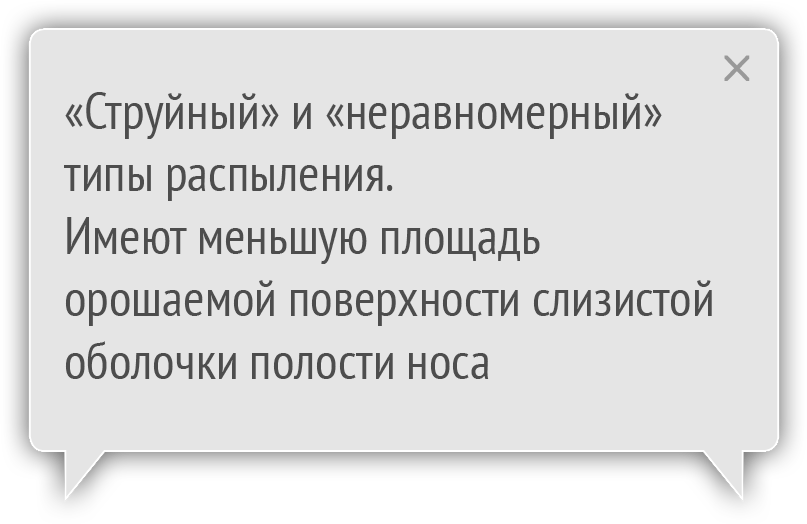 «Струйный» и «неравномерный»
типы распыления.
Имеют меньшую площадь
орошаемой поверхности слизистой
оболочки полости носа